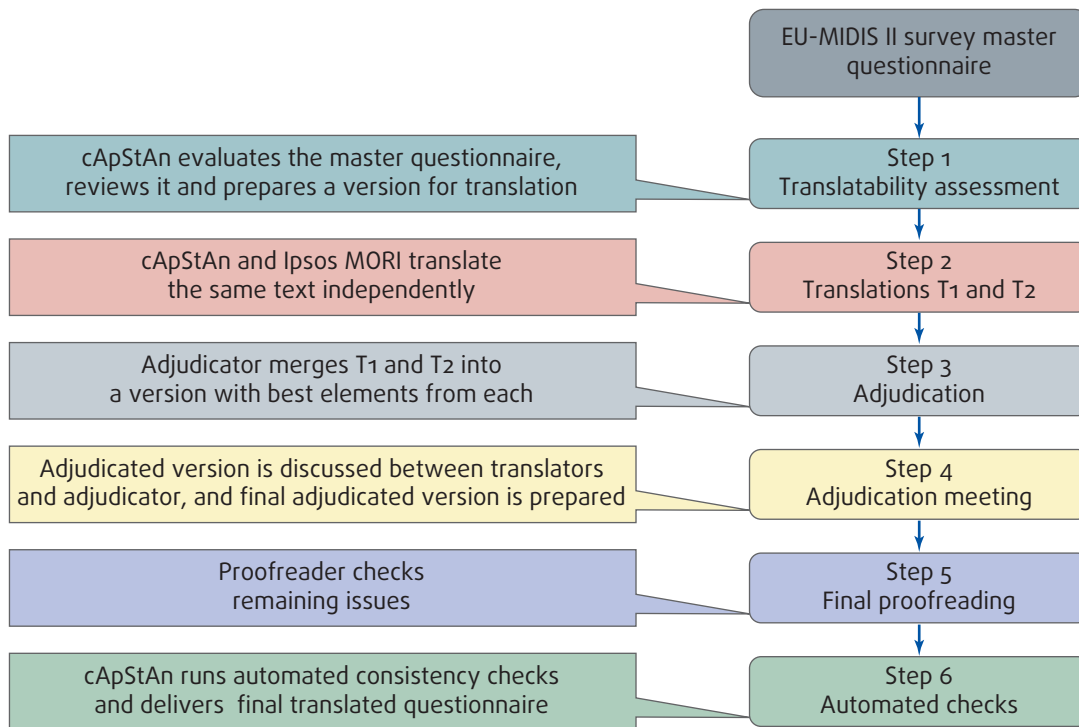 EU-MIDIS II survey master
questionnaire
cApStAn evaluates the master questionnaire,
reviews it and prepares a version for translation
Step 1
Translatability assessment
cApStAn and Ipsos MORI translate
the same text independently
Step 2
Translations T1 and T2
Adjudicator merges T1 and T2 into
a version with best elements from each
Step 3
Adjudication
Adjudicated version is discussed between translators
and adjudicator, and final adjudicated version is prepared
Step 4
Adjudication meeting
Proofreader checks
remaining issues
Step 5
Final proofreading
cApStAn runs automated consistency checks
and delivers final translated questionnaire
Step 6
Automated checks